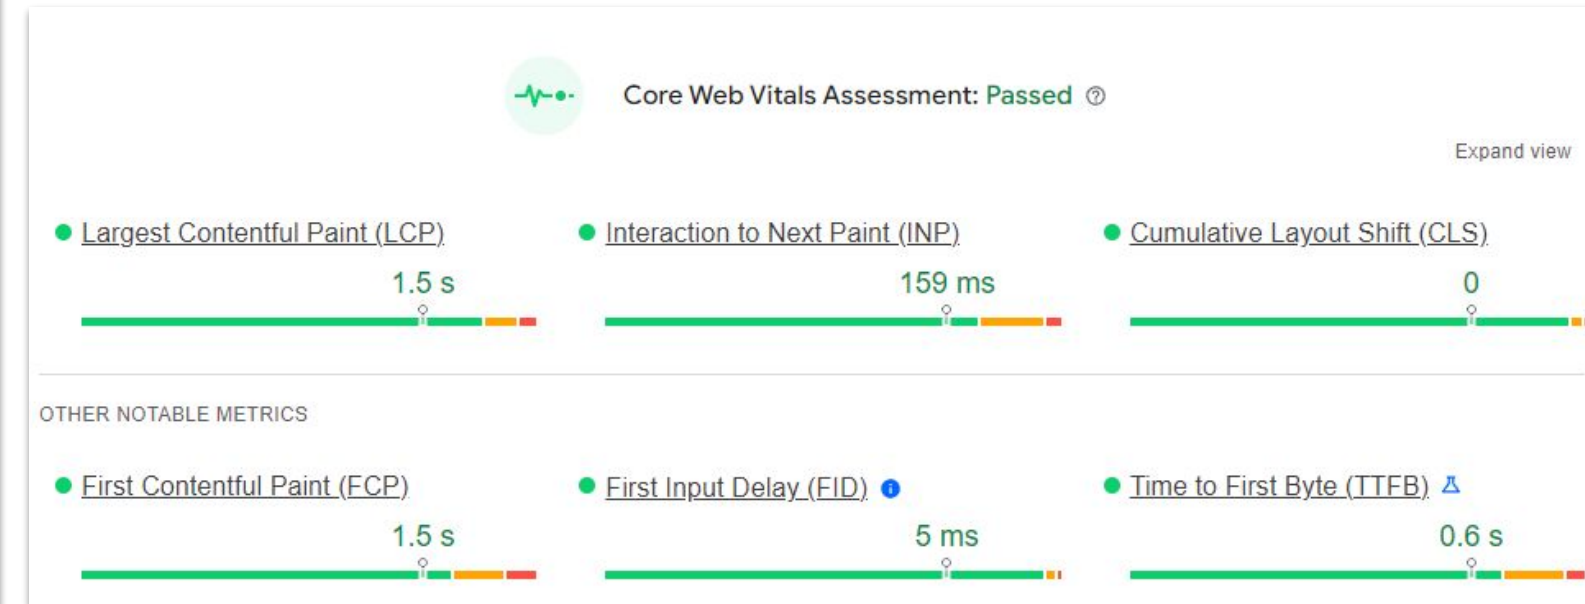 Core Web Vitals Assessment: Passed
Expand view
Largest Contentful Paint (LCP)
1.5 s
Interaction to Next Paint (INP)
159 ms
Cumulative Layout Shift (CLS)
0
OTHER NOTABLE METRICS
First Contentful Paint (FCP)
1.5 s
First Input Delay (FID)
5 ms
Time to First Byte (TTFB)
0.6 s